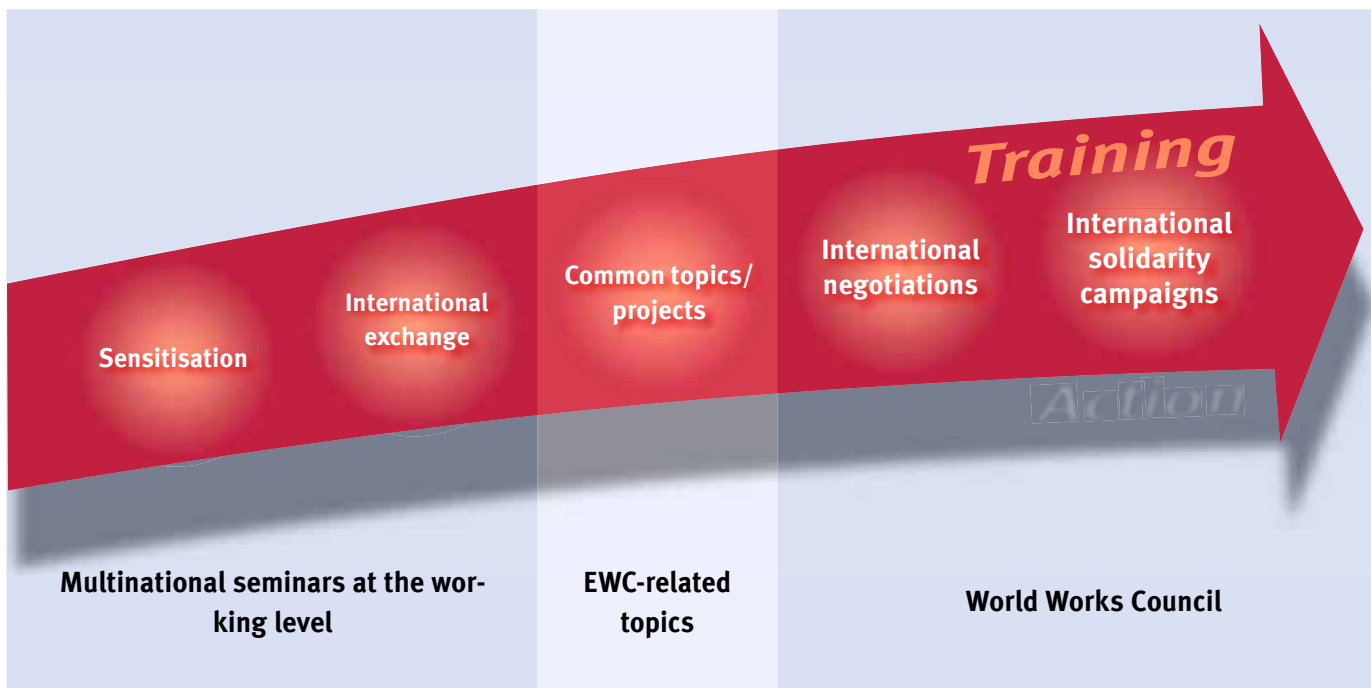 Training
Sensitisation
International
exchange
Common topics/
projects
International
negotiations
International
solidarity
campaigns
Action
Multinational seminars at the wor-
king level
EWC-related
topics
World Works Council